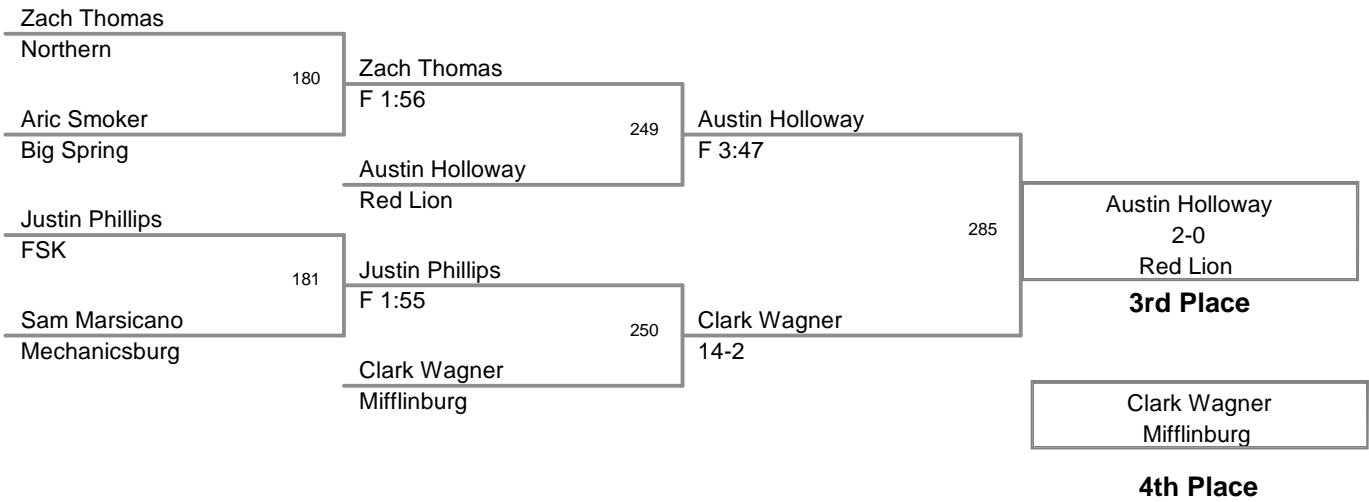 Zach Thomas
Northern
180
Aric Smoker
Big Spring
Justin Phillips
FSK
181
Sam Marsicano
Mechanicsburg
Zach Thomas
F 1:56
249
Austin Holloway
Red Lion
Justin Phillips
F 1:55
250
Clark Wagner
Mifflinburg
Austin Holloway
F 3:47
285
Clark Wagner
14-2
Austin Holloway
2-0
Red Lion
3rd Place
Clark Wagner
Mifflinburg
4th Place